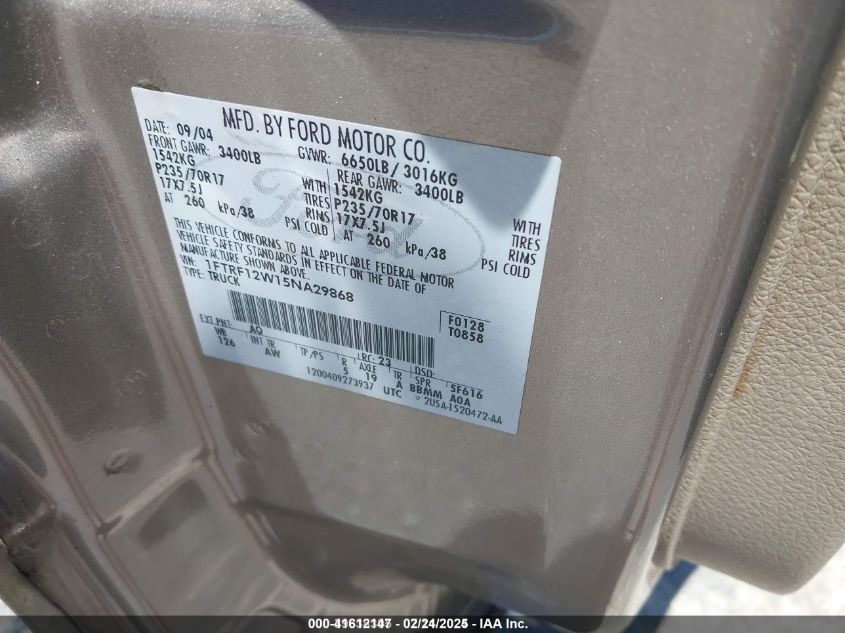 MFD. BY FORD MOTOR CO.
DATE: 09/04 GVWR: 6650LB/ 3016KG
FRONT GAWR: 3400LB REAR GAWR: 3400LB
1542KG WITH 1542KG WITH
P235/70R17 TIRES P235/70R17 TIRES
17X7.5J RIMS 17X7.5J RIMS
AT 260 kPa/38 PSI COLD AT 260 kPa/38 PSI COLD
THIS VEHICLE CONFORMS TO ALL APPLICABLE FEDERAL MOTOR
VEHICLE SAFETY STANDARDS IN EFFECT ON THE DATE OF
MANUFACTURE SHOWN ABOVE.
VIN: 1FTRF12W15NA29868
TYPE: TRUCK
F0128
T0858
EXT PNT: AQ RC: 23 DSO:
WB INT TR TP/PS R AXLE TR SPR 5F616
126 AW 5 19 A BBMM A0A
1200409273937 UTC
2U5A-1520472-AA
Ford
000-41612147 - 02/24/2025 - IAA Inc.